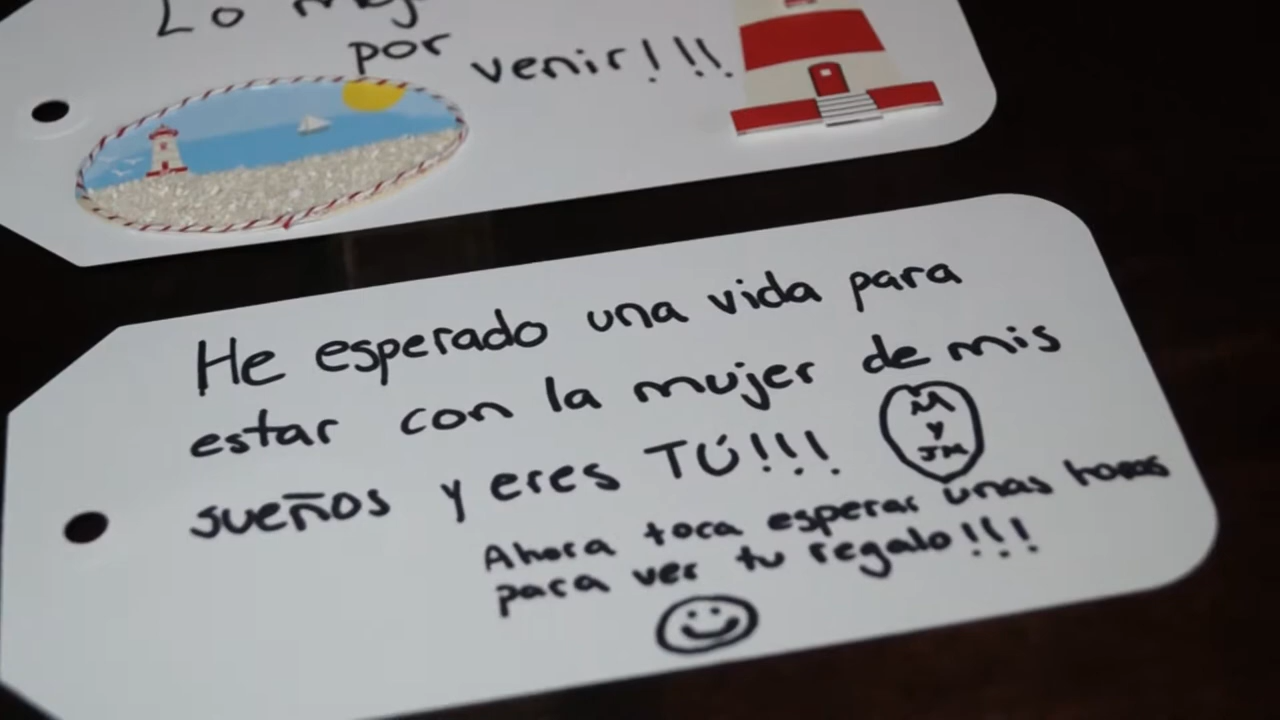 Lo
por venir!!!
He esperado una vida para
estar con la mujer de mis
sueños y eres TÚ!!!
M
y
JM
Ahora toca esperar unas horas
para ver tu regalo!!!